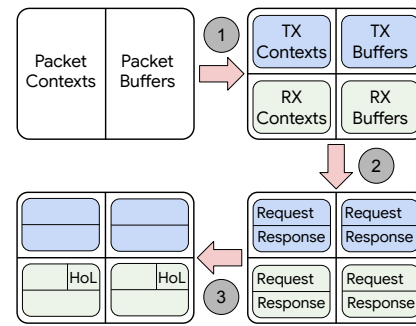 Packet
Contexts
Packet
Buffers
1
TX
Contexts
TX
Buffers
RX
Contexts
RX
Buffers
2
Request
Response
Request
Response
Request
Response
Request
Response
3
HoL
HoL